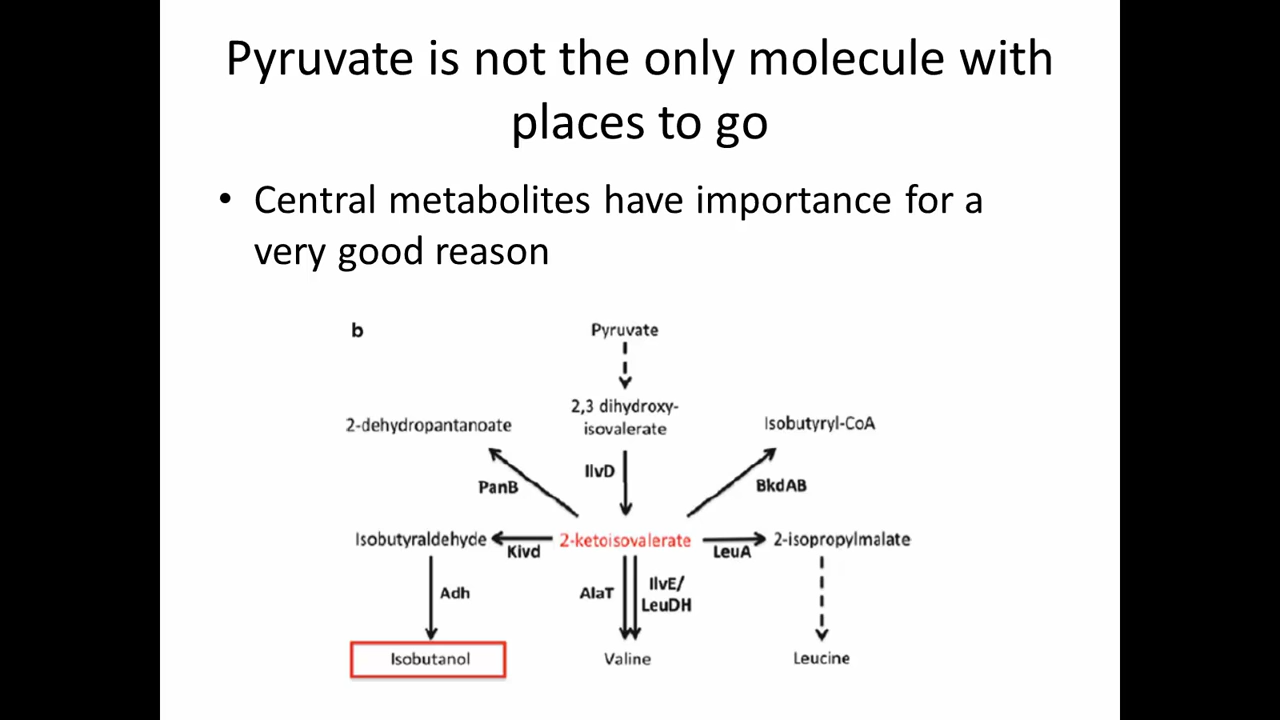 Pyruvate is not the only molecule with
places to go
• Central metabolites have importance for a
very good reason
b
Pyruvate
2,3 dihydroxy-
isovalerate
2-dehydropantanoate
Isobutyryl-CoA
IlvD
PanB
BkdAB
Isobutyraldehyde
2-ketoisovalerate
2-isopropylmalate
Kivd
LeuA
Adh
AlaT
IlvE/
LeuDH
Isobutanol
Valine
Leucine